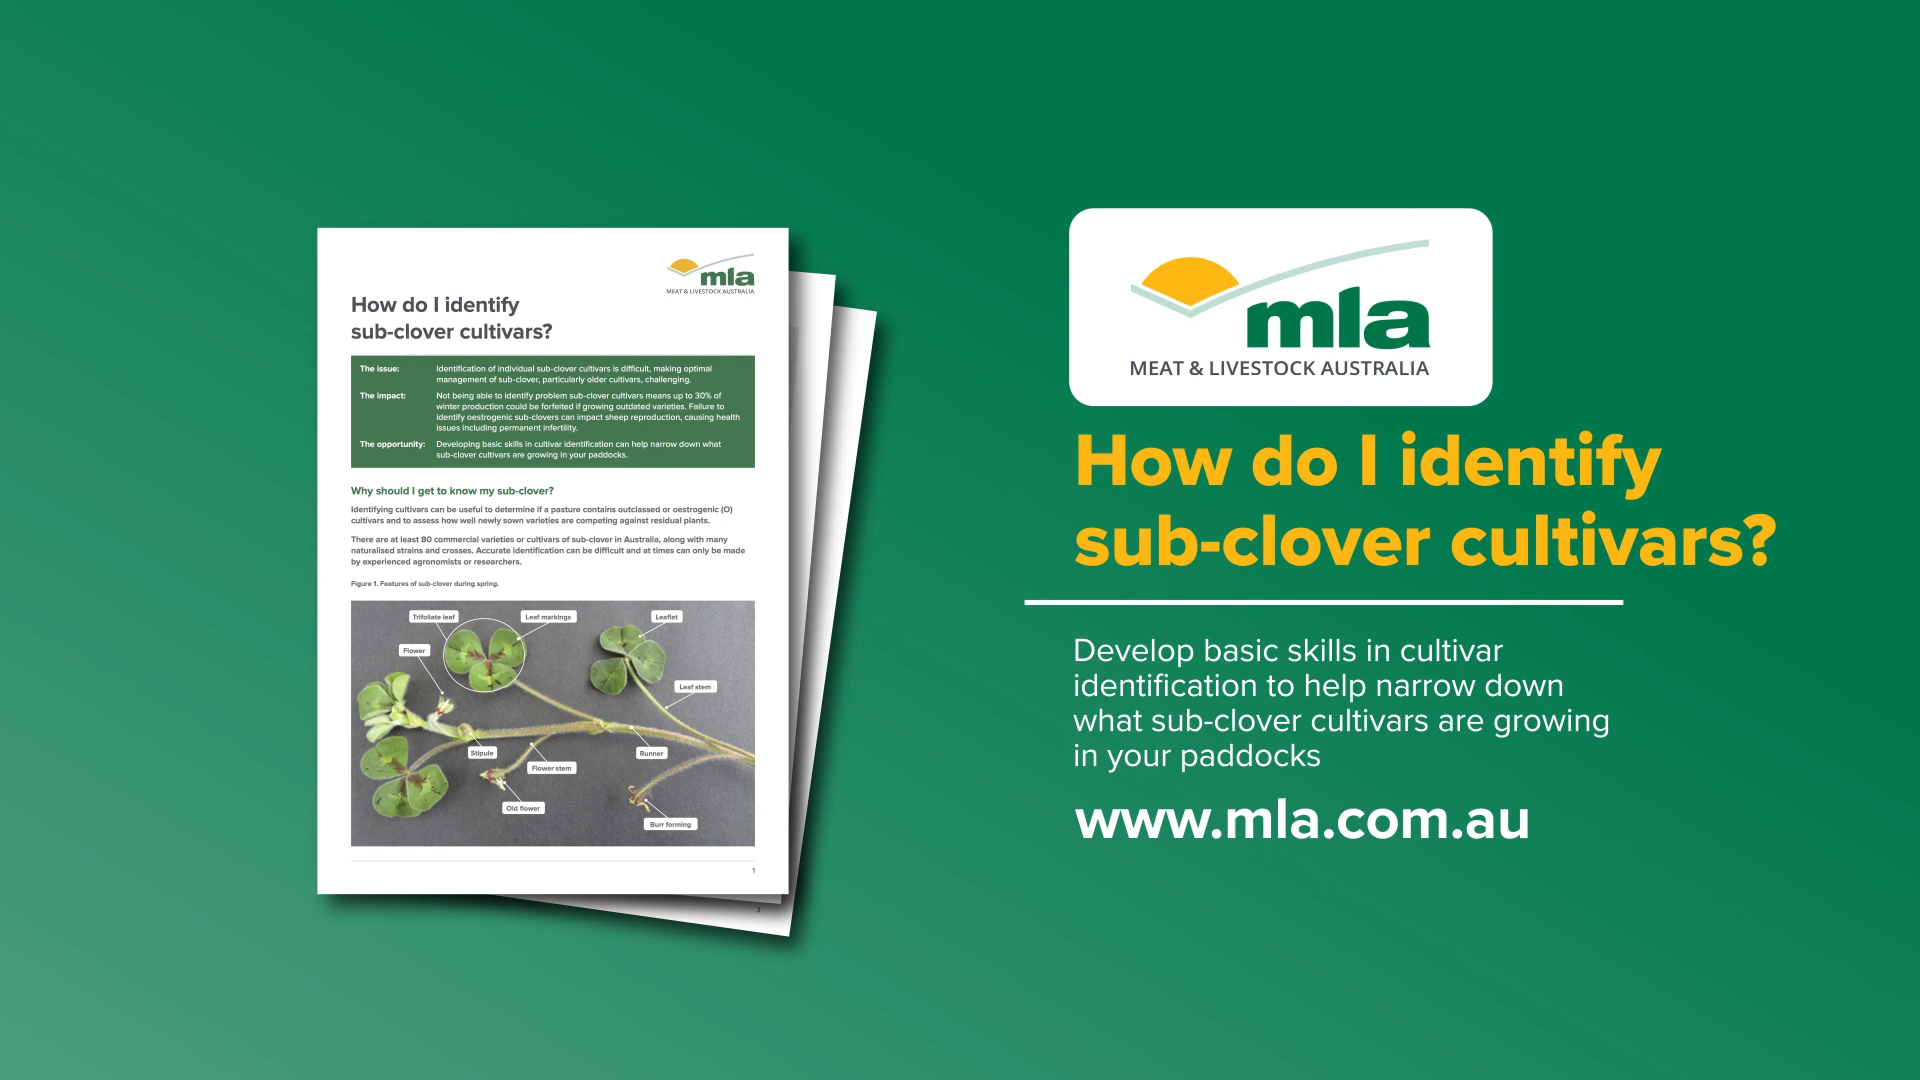 mla
MEAT & LIVESTOCK AUSTRALIA
How do I identify
sub-clover cultivars?
The issue: Identification of individual sub-clover cultivars is difficult, making optimal
management of sub-clover, particularly older cultivars, challenging.
The impact: Not being able to identify problem sub-clover cultivars means up to 30% of
winter production could be forfeited if growing outdated varieties. Failure to
identify oestrogenic sub-clovers can impact sheep reproduction, causing health
issues including permanent infertility.
The opportunity: Developing basic skills in cultivar identification can help narrow down what
sub-clover cultivars are growing in your paddocks.
Why should I get to know my sub-clover?
Identifying cultivars can be useful to determine if a pasture contains outclassed or oestrogenic (O)
cultivars and to assess how well newly sown varieties are competing against residual plants.
There are at least 80 commercial varieties or cultivars of sub-clover in Australia, along with many
naturalised strains and crosses. Accurate identification can be difficult and at times can only be made
by experienced agronomists or researchers.
Figure 1. Features of sub-clover during spring.
Trifoliate leaf
Leaf markings
Leaflet
Flower
Leaf stem
Stipule
Runner
Flower stem
Old flower
Burr forming
1
3
mla
MEAT & LIVESTOCK AUSTRALIA
How do I identify
sub-clover cultivars?
Develop basic skills in cultivar
identification to help narrow down
what sub-clover cultivars are growing
in your paddocks
www.mla.com.au